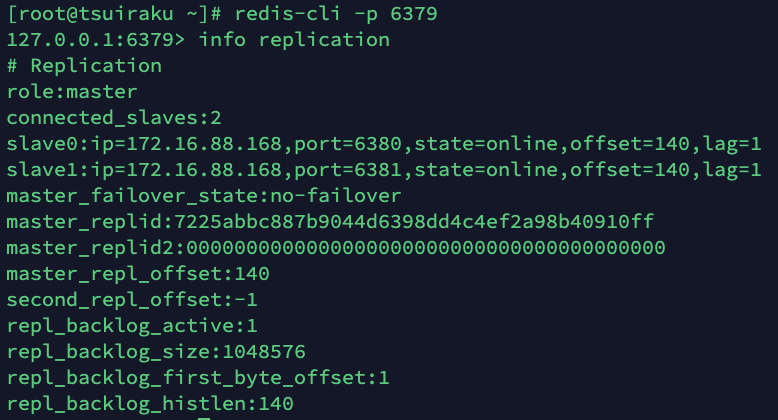 [root@tsuiraku ~]# redis-cli -p 6379
127.0.0.1:6379> info replication
# Replication
role:master
connected_slaves:2
slave0:ip=172.16.88.168,port=6380,state=online,offset=140,lag=1
slave1:ip=172.16.88.168,port=6381,state=online,offset=140,lag=1
master_failover_state:no-failover
master_replid:7225abbc887b9044d6398dd4c4ef2a98b40910ff
master_replid2:0000000000000000000000000000000000000000
master_repl_offset:140
second_repl_offset:-1
repl_backlog_active:1
repl_backlog_size:1048576
repl_backlog_first_byte_offset:1
repl_backlog_histlen:140